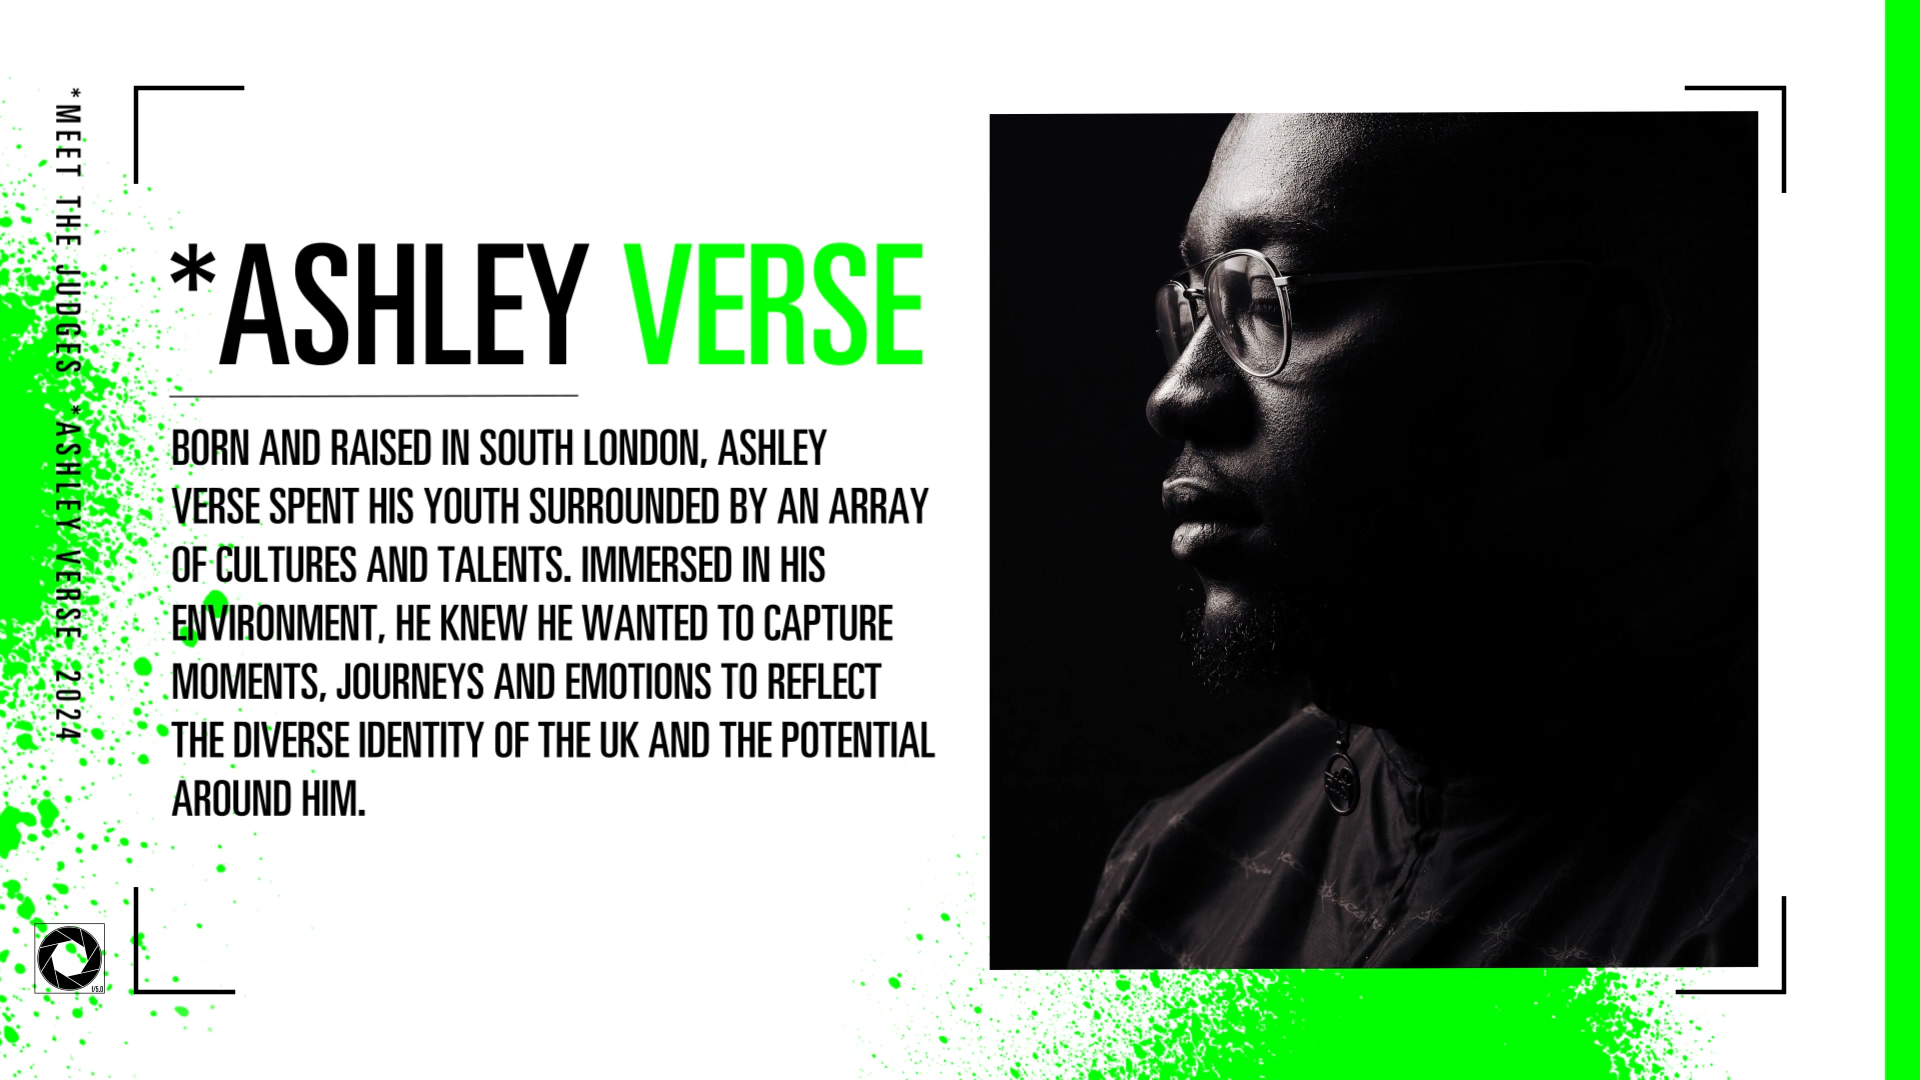 *MEET THE JUDGES *ASHLEY VERSE 2024
*ASHLEY VERSE
BORN AND RAISED IN SOUTH LONDON, ASHLEY
VERSE SPENT HIS YOUTH SURROUNDED BY AN ARRAY
OF CULTURES AND TALENTS. IMMERSED IN HIS
ENVIRONMENT, HE KNEW HE WANTED TO CAPTURE
MOMENTS, JOURNEYS AND EMOTIONS TO REFLECT
THE DIVERSE IDENTITY OF THE UK AND THE POTENTIAL
AROUND HIM.
f/5.0